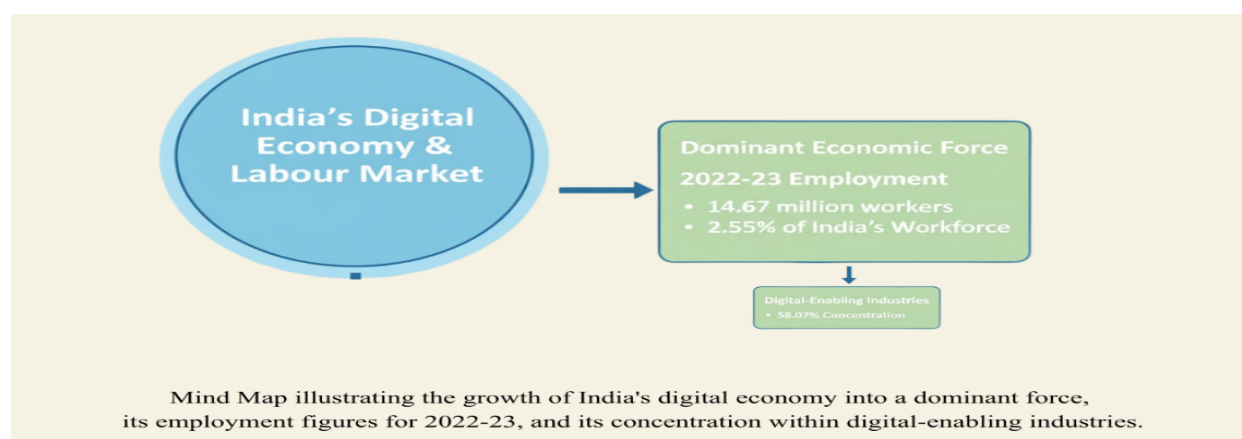 India’s Digital
Economy &
Labour Market
Dominant Economic Force
2022-23 Employment
• 14.67 million workers
• 2.55% of India’s Workforce
Digital-Enabling Industries
• 58.07% Concentration
Mind Map illustrating the growth of India's digital economy into a dominant force,
its employment figures for 2022-23, and its concentration within digital-enabling industries.